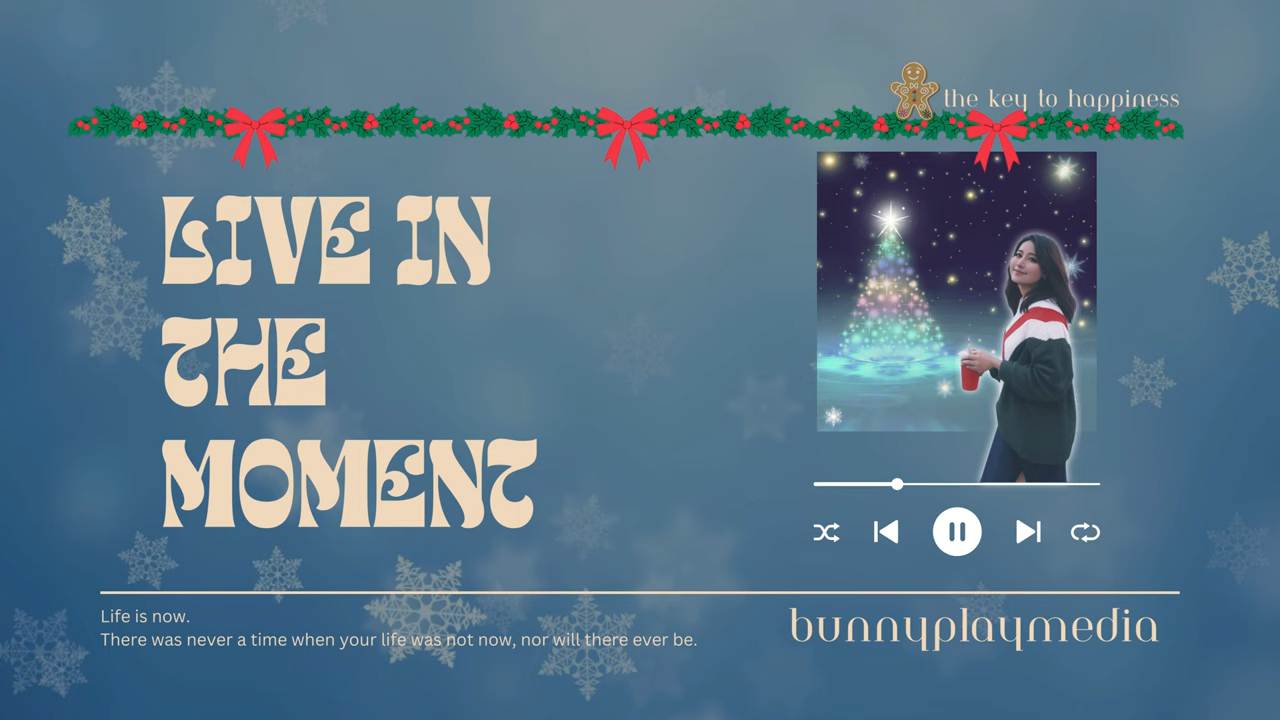 the key to happiness
LIVE IN
THE
MOMENT
Life is now.
There was never a time when your life was not now, nor will there ever be.
bunnyplaymedia